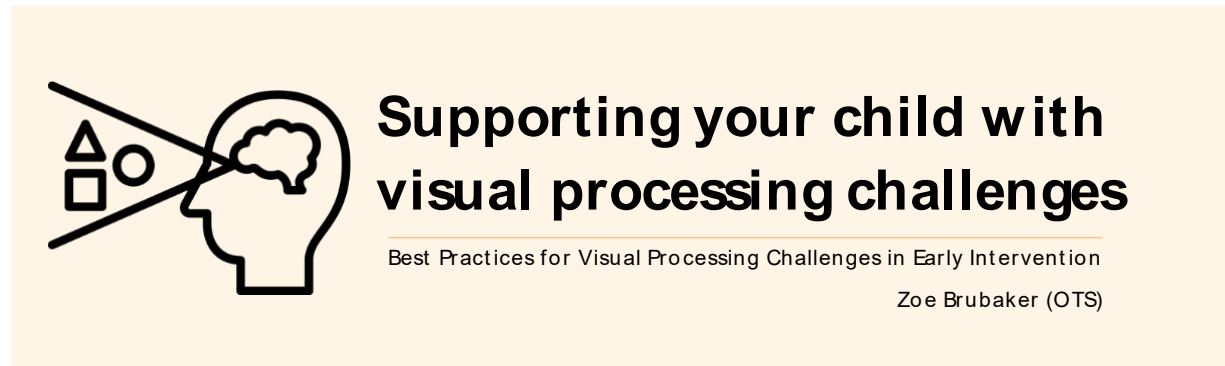 Supporting your child with
visual processing challenges
Best Practices for Visual Processing Challenges in Early Intervention
Zoe Brubaker (OTS)